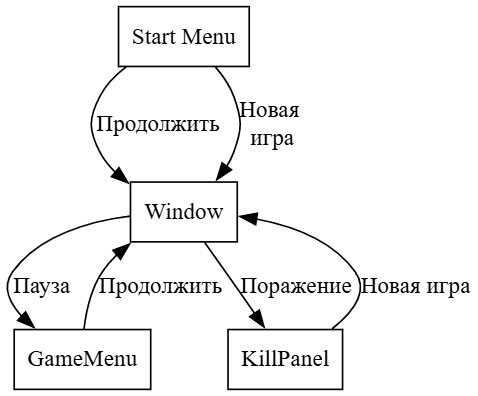 Start Menu
Продолжить
Новая
игра
Window
Пауза
Продолжить
Поражение
Новая игра
GameMenu
KillPanel